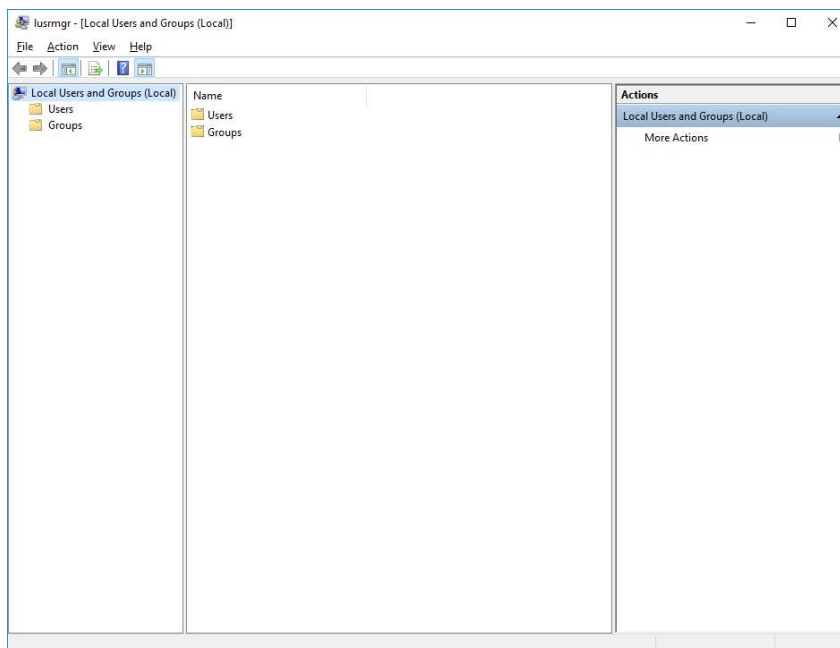 lusrmgr - [Local Users and Groups (Local)]
File Action View Help
Local Users and Groups (Local)
Users
Groups
Name
Users
Groups
Actions
Local Users and Groups (Local)
More Actions